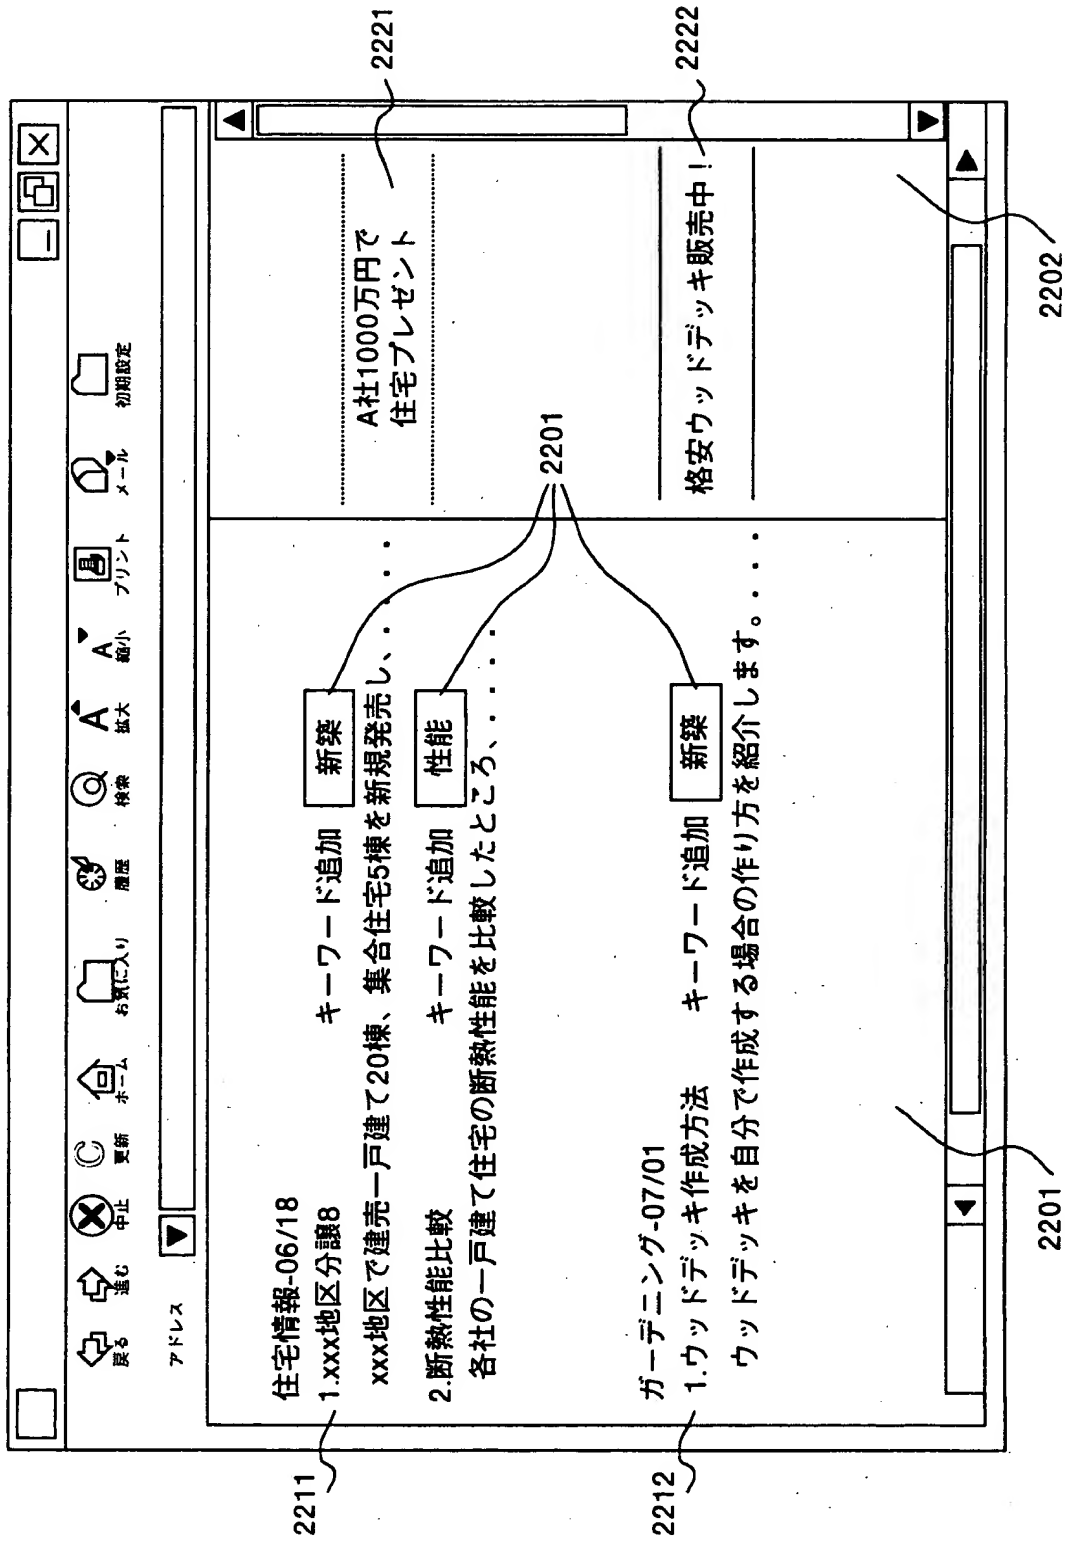 戻る 進む 中止 更新 ホーム お気に入り 履歴 検索 拡大 縮小 プリント メール 初期設定
アドレス
住宅情報-06/18
2211
1.xxx地区分譲8 キーワード追加 新築
xxx地区で建売一戸建て20棟、集合住宅5棟を新規発売し、・・・・
2.断熱性能比較 キーワード追加 性能
各社の一戸建て住宅の断熱性能を比較したところ、・・・・
2201
A社1000万円で
住宅プレゼント
2221
ガーデニング-07/01
2212
1.ウッドデッキ作成方法 キーワード追加 新築
ウッドデッキを自分で作成する場合の作り方を紹介します。・・・・
格安ウッドデッキ販売中!
2222
2201
2202